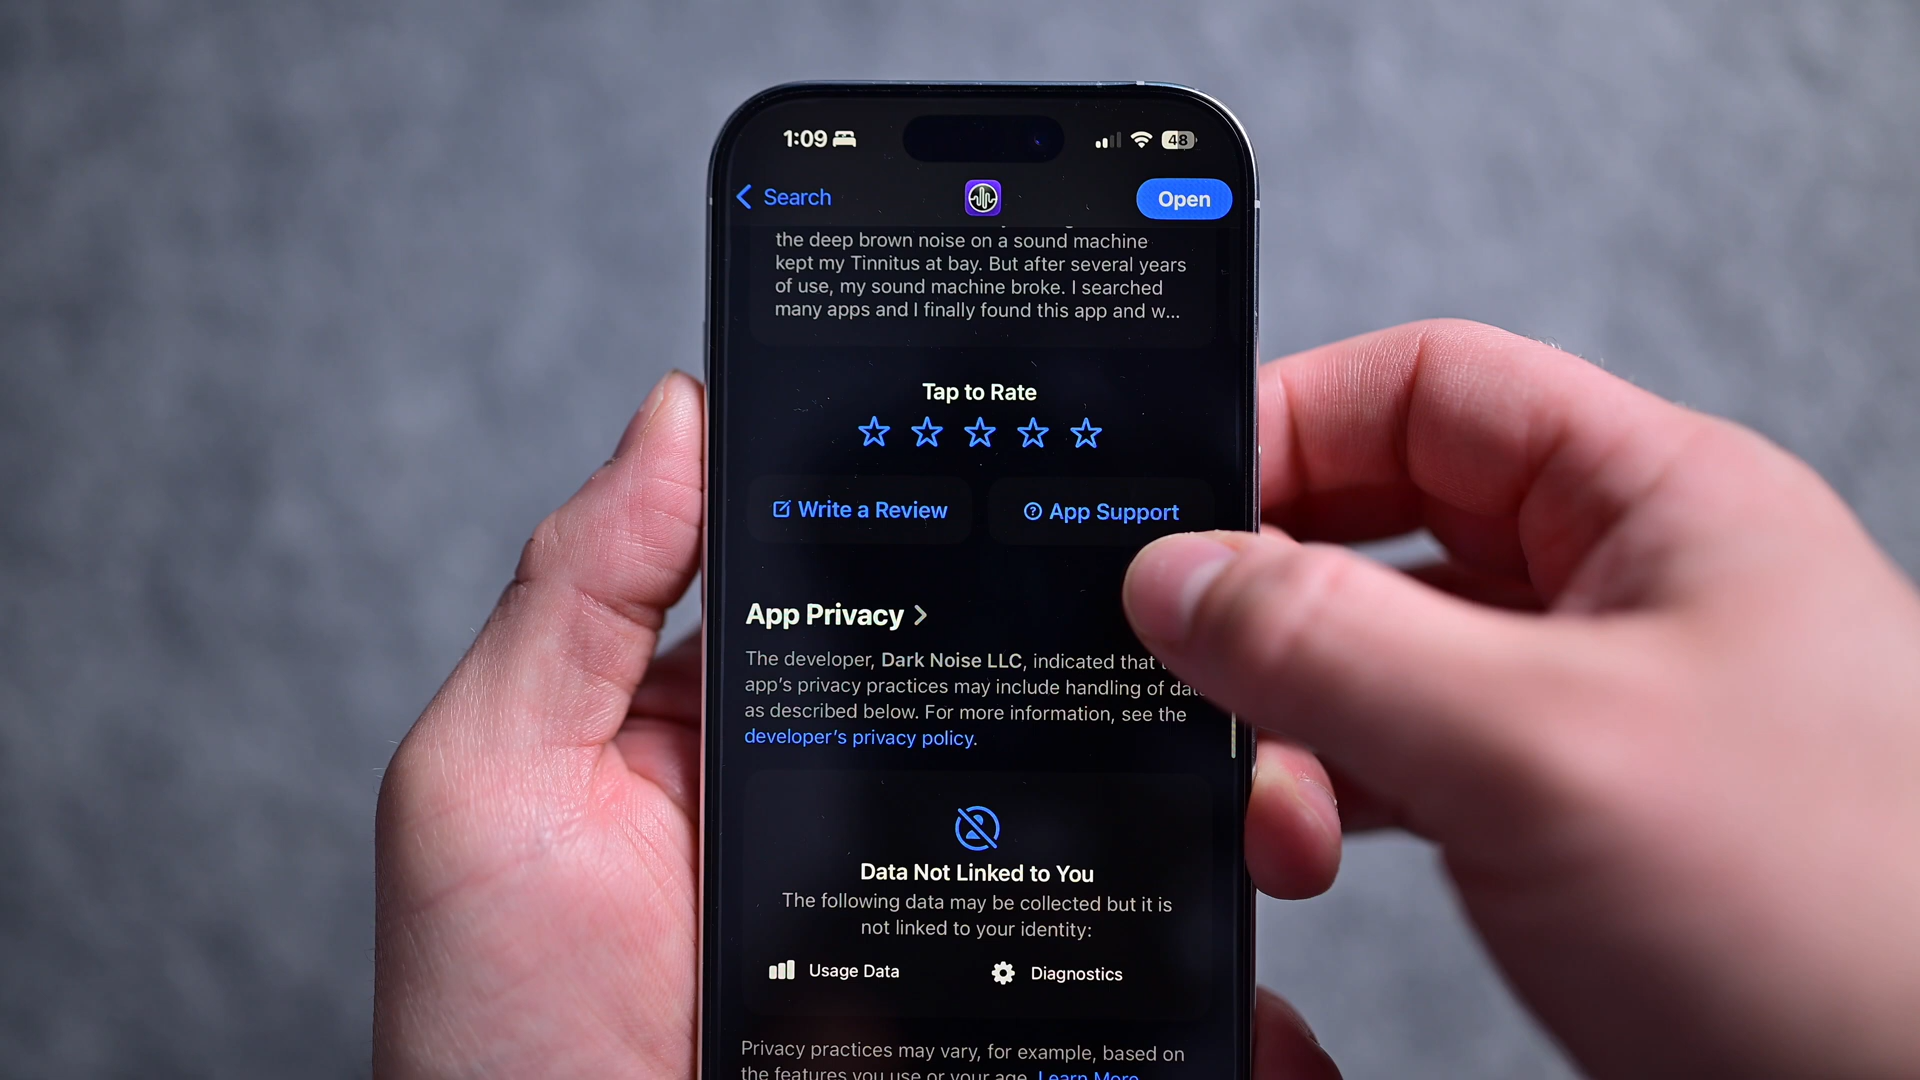 1:09
48
Search
Open
the deep brown noise on a sound machine
kept my Tinnitus at bay. But after several years
of use, my sound machine broke. I searched
many apps and I finally found this app and w...
Tap to Rate
Write a Review
App Support
App Privacy
The developer, Dark Noise LLC, indicated that
app's privacy practices may include handling of
as described below. For more information, see the
developer's privacy policy.
Data Not Linked to You
The following data may be collected but it is
not linked to your identity:
Usage Data
Diagnostics
Privacy practices may vary, for example, based on
the features you use or your age. Learn More